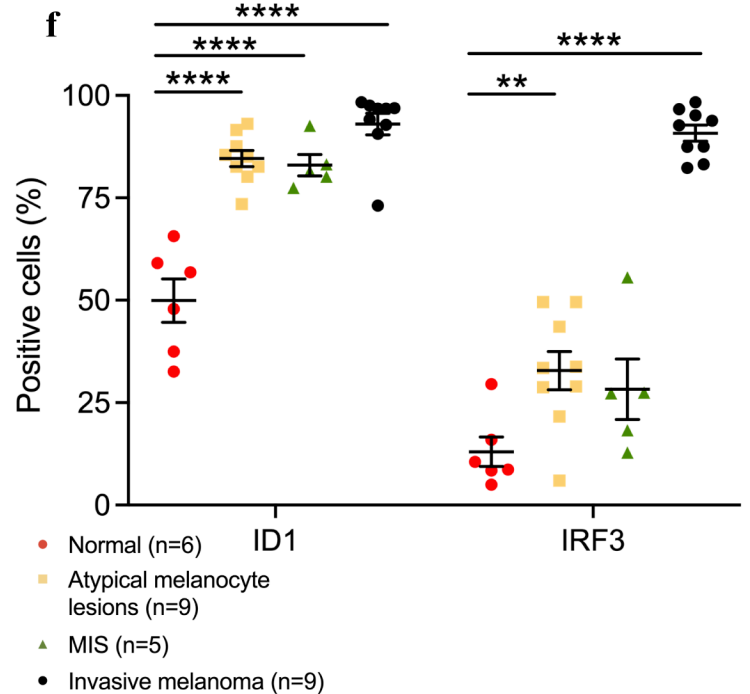 f
****
****
****
****
**
Positive cells (%)
100
75
50
25
0
ID1
IRF3
Normal (n=6)
Atypical melanocyte
lesions (n=9)
MIS (n=5)
Invasive melanoma (n=9)